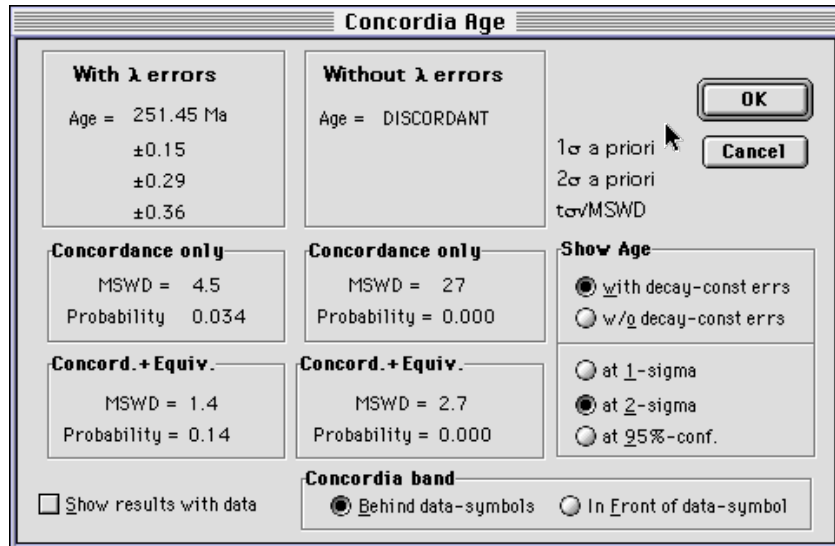 Concordia Age
With λ errors
Age = 251.45 Ma
±0.15
±0.29
±0.36
Without λ errors
Age = DISCORDANT
1σ a priori
2σ a priori
tσ√MSWD
OK
Cancel
Concordance only
MSWD = 4.5
Probability 0.034
Concordance only
MSWD = 27
Probability = 0.000
Concord.+Equiv.
MSWD = 1.4
Probability = 0.14
Concord.+Equiv.
MSWD = 2.7
Probability = 0.000
Show Age
with decay-const errs
w/o decay-const errs
at 1-sigma
at 2-sigma
at 95%-conf.
Show results with data
Concordia band
Behind data-symbols
In Front of data-symbol